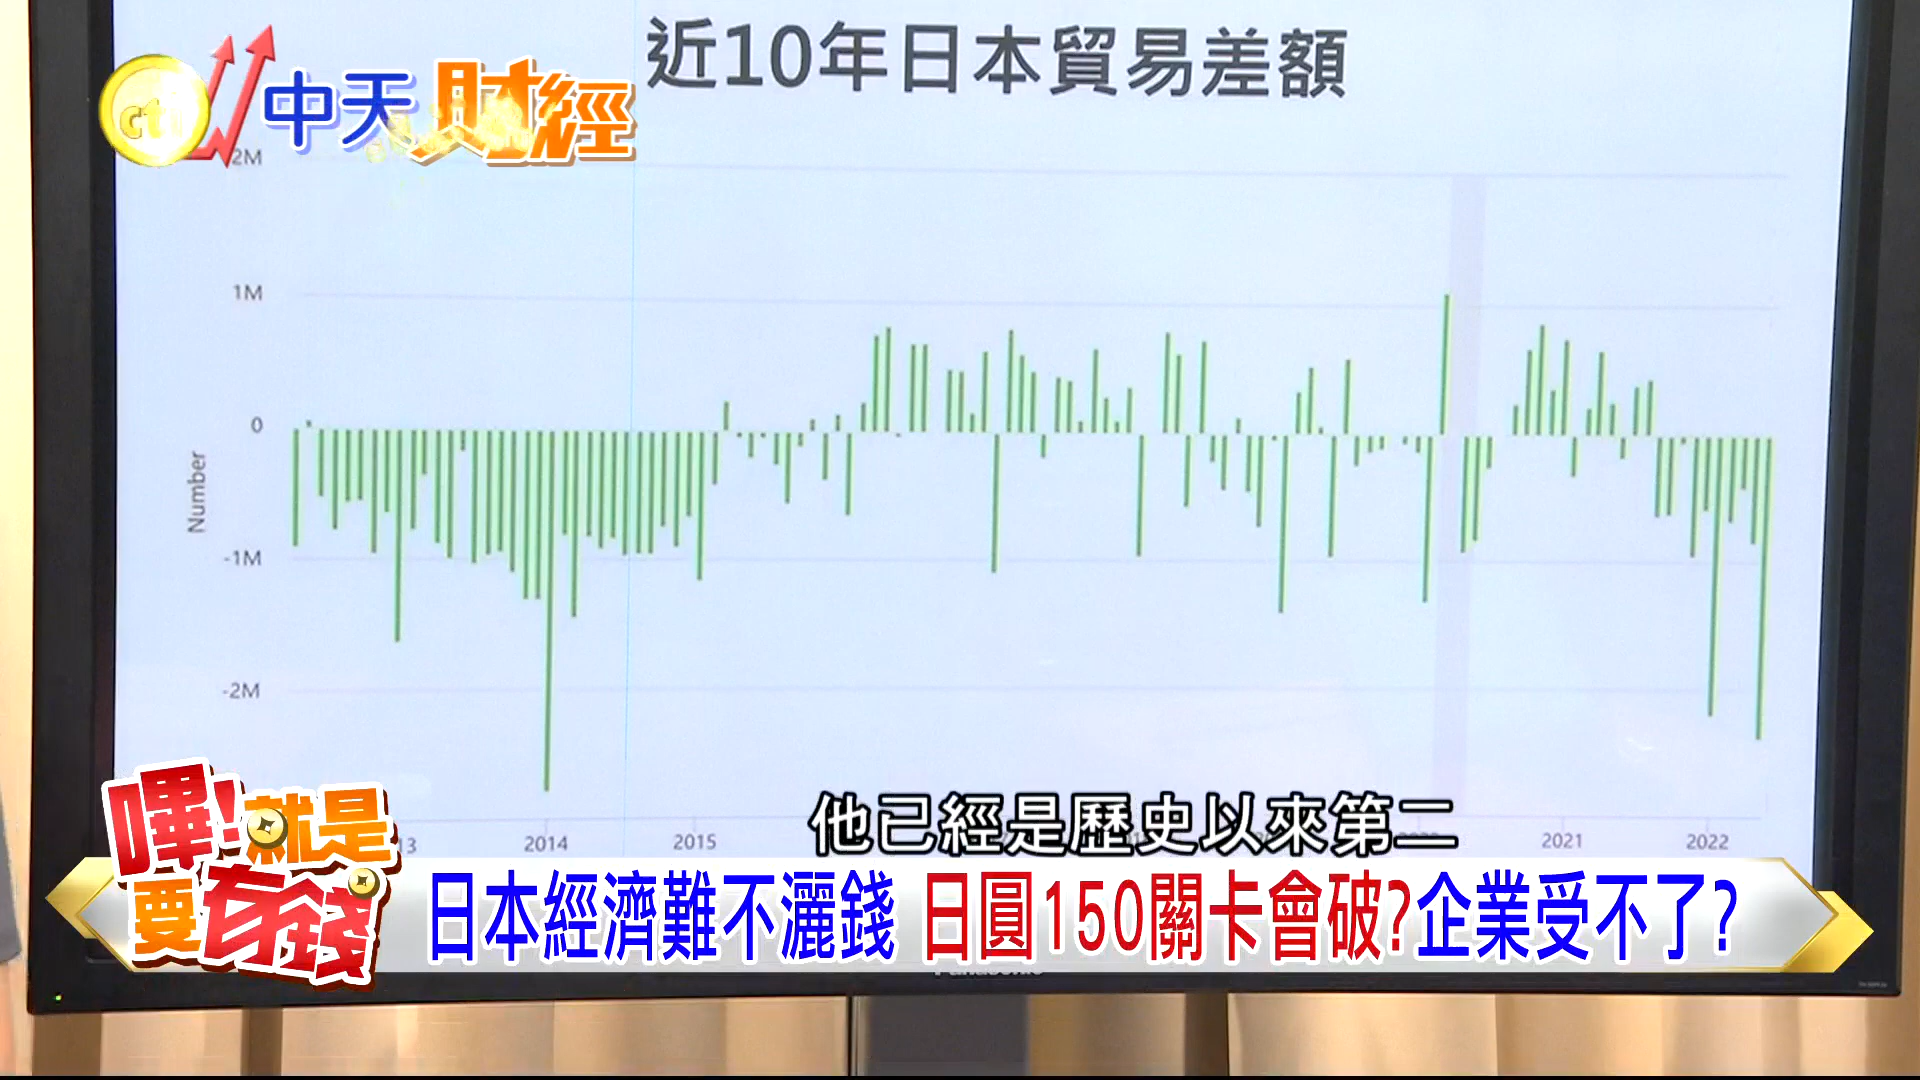 近10年日本貿易差額
cti
中天財經
2M
1M
0
-1M
-2M
Number
13
2014
2015
2021
2022
他已經是歷史以來第二
嗶!就是
要有錢
日本經濟難不灑錢 日圓150關卡會破?企業受不了?
Panasonic